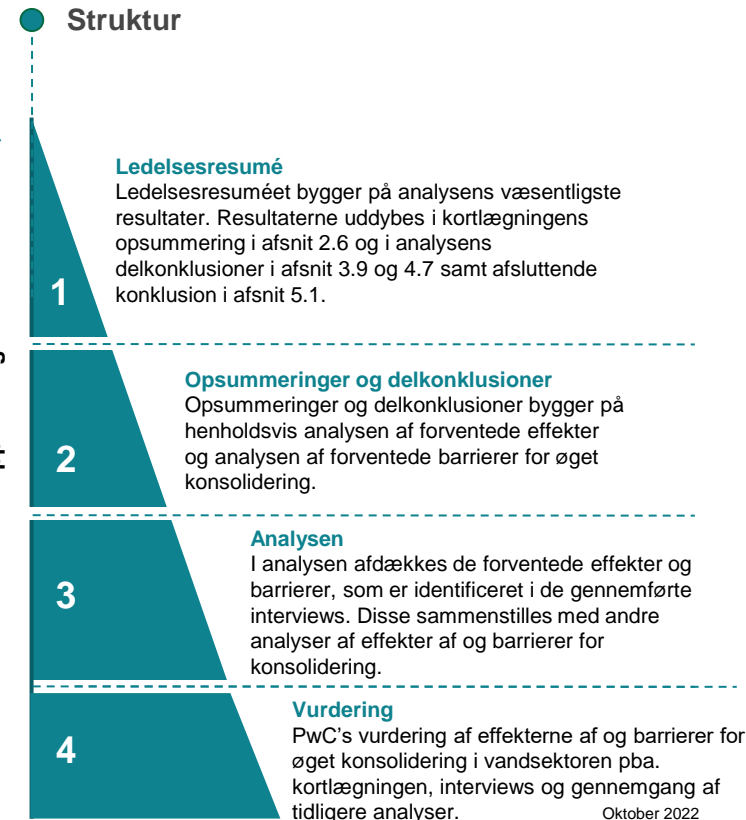 Struktur
Ledelsesresumé
Ledelsesresuméet bygger på analysens væsentligste
resultater. Resultaterne uddybes i kortlægningens
opsummering i afsnit 2.6 og i analysens
delkonklusioner i afsnit 3.9 og 4.7 samt afsluttende
konklusion i afsnit 5.1.
1
Opsummeringer og delkonklusioner
Opsummeringer og delkonklusioner bygger på
henholdsvis analysen af forventede effekter
og analysen af forventede barrierer for øget
konsolidering.
2
Analysen
I analysen afdækkes de forventede effekter og
barrierer, som er identificeret i de gennemførte
interviews. Disse sammenstilles med andre
analyser af effekter af og barrierer for
konsolidering.
3
Vurdering
PwC's vurdering af effekterne af og barrierer for
øget konsolidering i vandsektoren pba.
kortlægningen, interviews og gennemgang af
tidligere analyser.
4
Oktober 2022